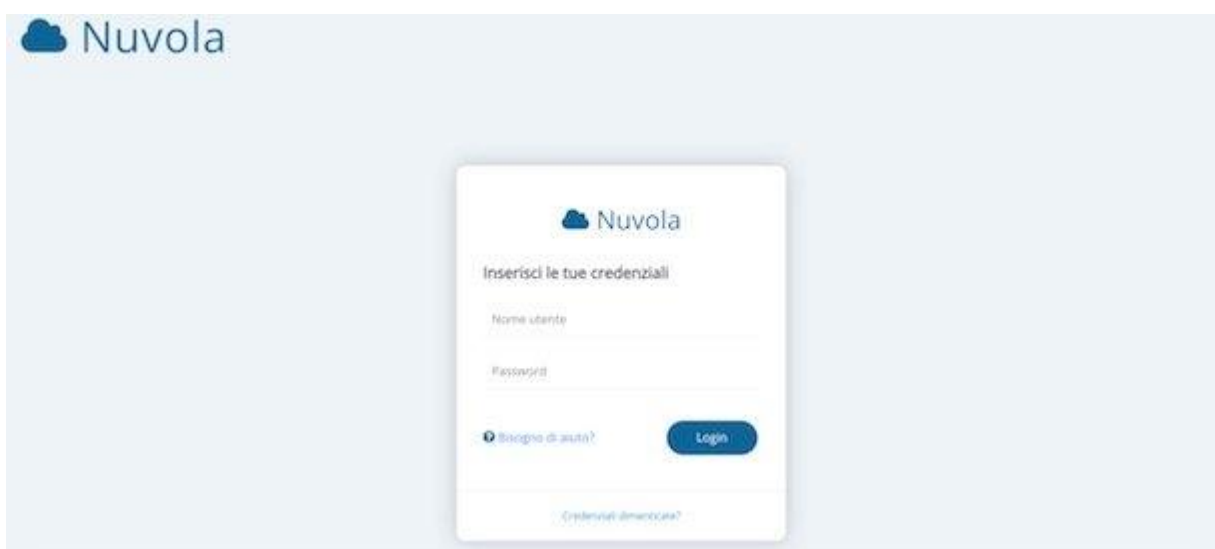 Nuvola
Nuvola
Inserisci le tue credenziali
Nome utente
Password
Bisogno di aiuto?
Login
Credenziali dimenticate?